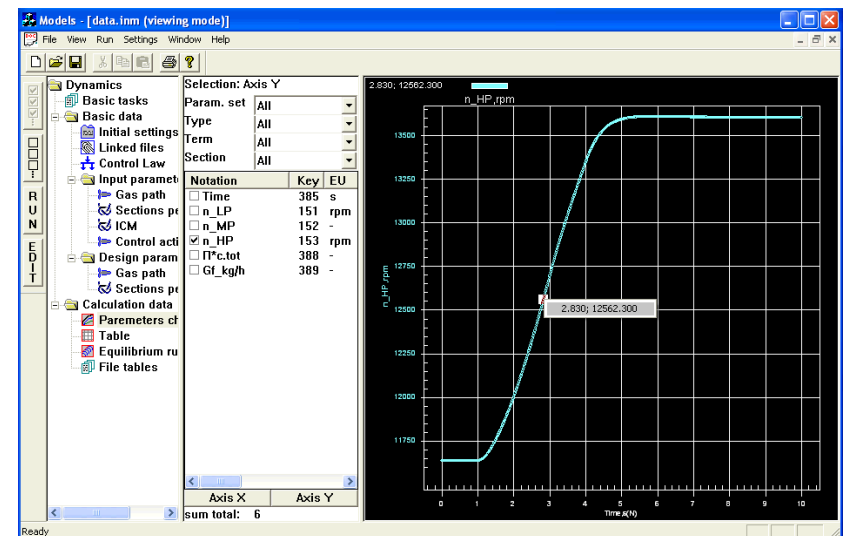 Models - [data.inm (viewing mode)]
File View Run Settings Window Help
RUN
EDIT
Dynamics
Basic tasks
Basic data
Initial settings
Linked files
Control Law
Input paramet
Gas path
Sections pe
ICM
Control acti
Design param
Gas path
Sections pe
Calculation data
Paremeters ch
Table
Equilibrium ru
File tables
Selection: Axis Y
Param. set All
Type All
Term All
Section All
Notation Key EU
Time 385 s
n_LP 151 rpm
n_MP 152 -
n_HP 153 rpm
Π*c.tot 388 -
Gf_kg/h 389 -
Axis X Axis Y
sum total: 6
2.830; 12562.300
n_HP,rpm
13500
13250
13000
12750
12500
12250
12000
11750
n_HP,rpm
2.830; 12562.300
0 1 2 3 4 5 6 7 8 9 10
Time,s(N)
Ready